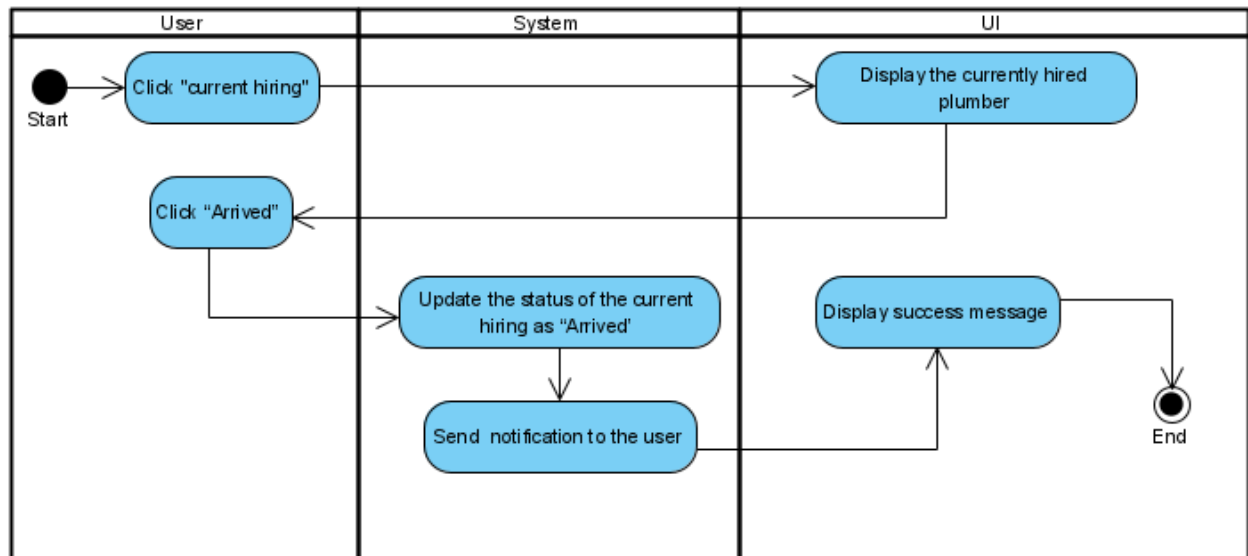 User
System
UI
Start
Click "current hiring"
Display the currently hired
plumber
Click “Arrived”
Update the status of the current
hiring as “Arrived’
Display success message
Send  notification to the user
End